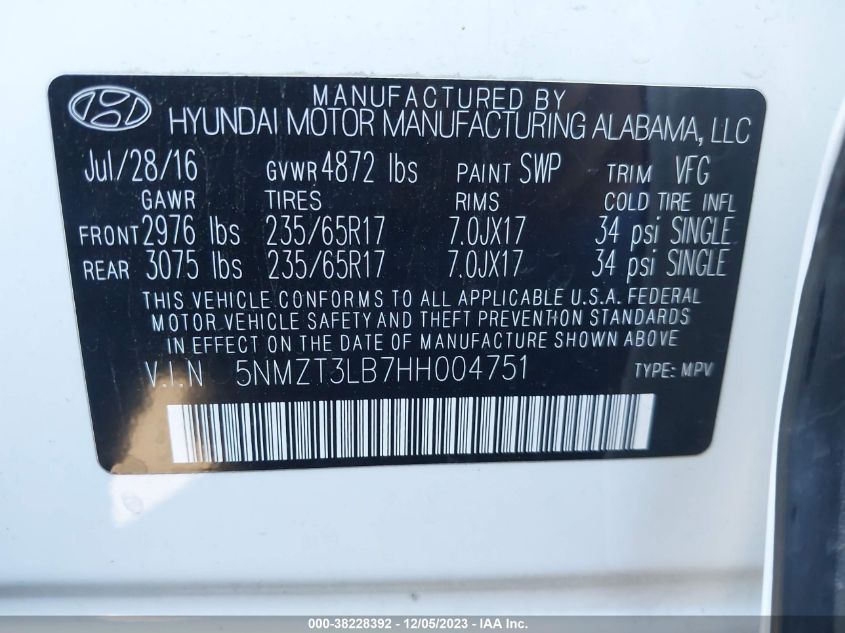 MANUFACTURED BY
HYUNDAI MOTOR MANUFACTURING ALABAMA, LLC
Jul/28/16 GVWR 4872 lbs PAINT SWP TRIM VFG
GAWR TIRES RIMS COLD TIRE INFL
FRONT 2976 lbs 235/65R17 7.0JX17 34 psi SINGLE
REAR 3075 lbs 235/65R17 7.0JX17 34 psi SINGLE
THIS VEHICLE CONFORMS TO ALL APPLICABLE U.S.A. FEDERAL
MOTOR VEHICLE SAFETY AND THEFT PREVENTION STANDARDS
IN EFFECT ON THE DATE OF MANUFACTURE SHOWN ABOVE
V.I.N 5NMZT3LB7HH004751 TYPE: MPV
000-38228392 - 12/05/2023 - IAA Inc.